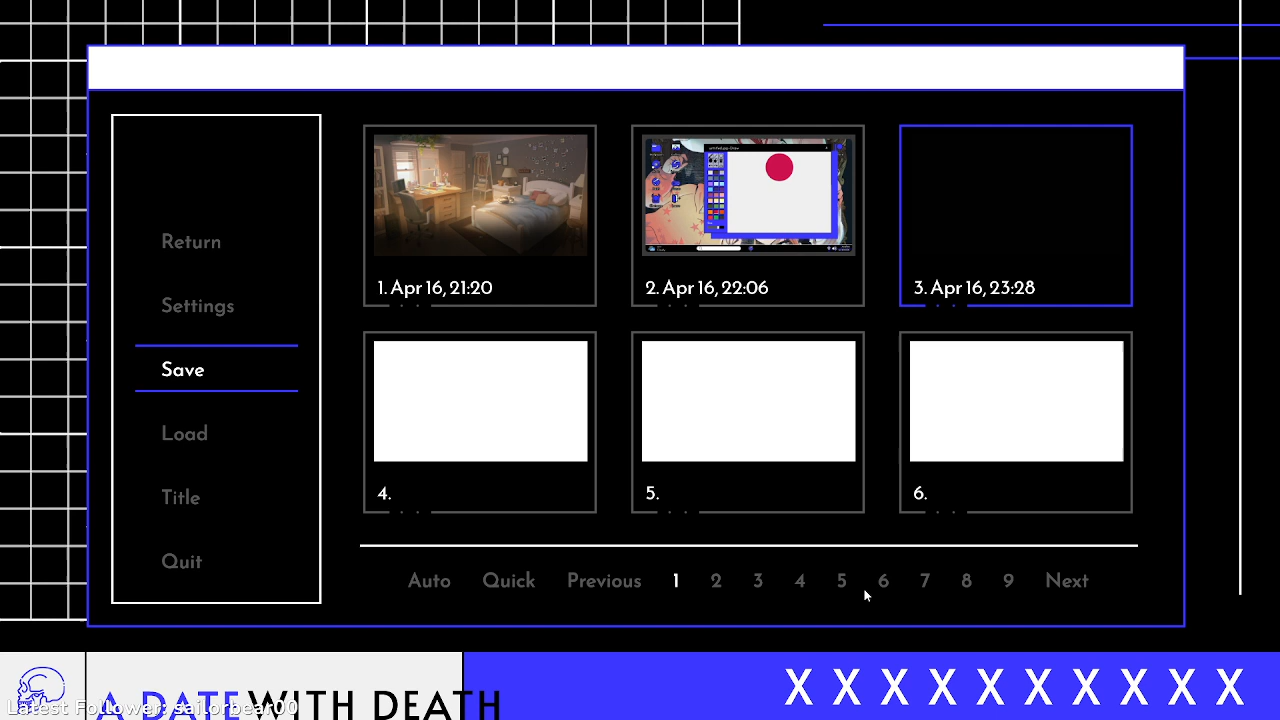 Return
Settings
Save
Load
Title
Quit
1. Apr 16, 21:20
2. Apr 16, 22:06
3. Apr 16, 23:28
4.
5.
6.
Auto Quick Previous 1 2 3 4 5 6 7 8 9 Next
A DATE WITH DEATH
Latest Follower: sailorbear00
X X X X X X X X X X